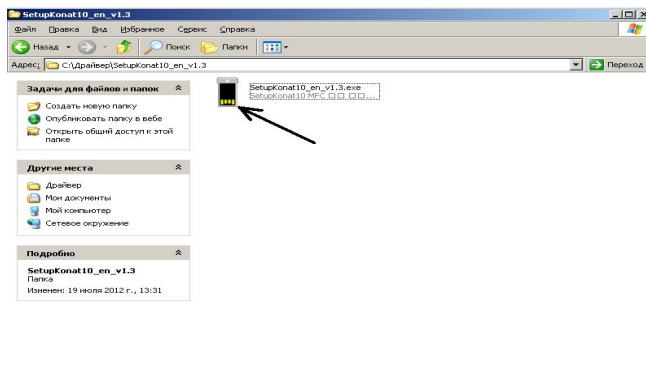 SetupKonat10_en_v1.3
Файл Правка Вид Избранное Сервис Справка
Назад Поиск Папки
Адрес: C:\Драйвер\SetupKonat10_en_v1.3 Переход
Задачи для файлов и папок
Создать новую папку
Опубликовать папку в вебе
Открыть общий доступ к этой
папке
Другие места
Драйвер
Мои документы
Мой компьютер
Сетевое окружение
Подробно
SetupKonat10_en_v1.3
Папка
Изменен: 19 июля 2012 г., 13:31
SetupKonat10_en_v1.3.exe
SetupKonat10 MFC □□ □□...